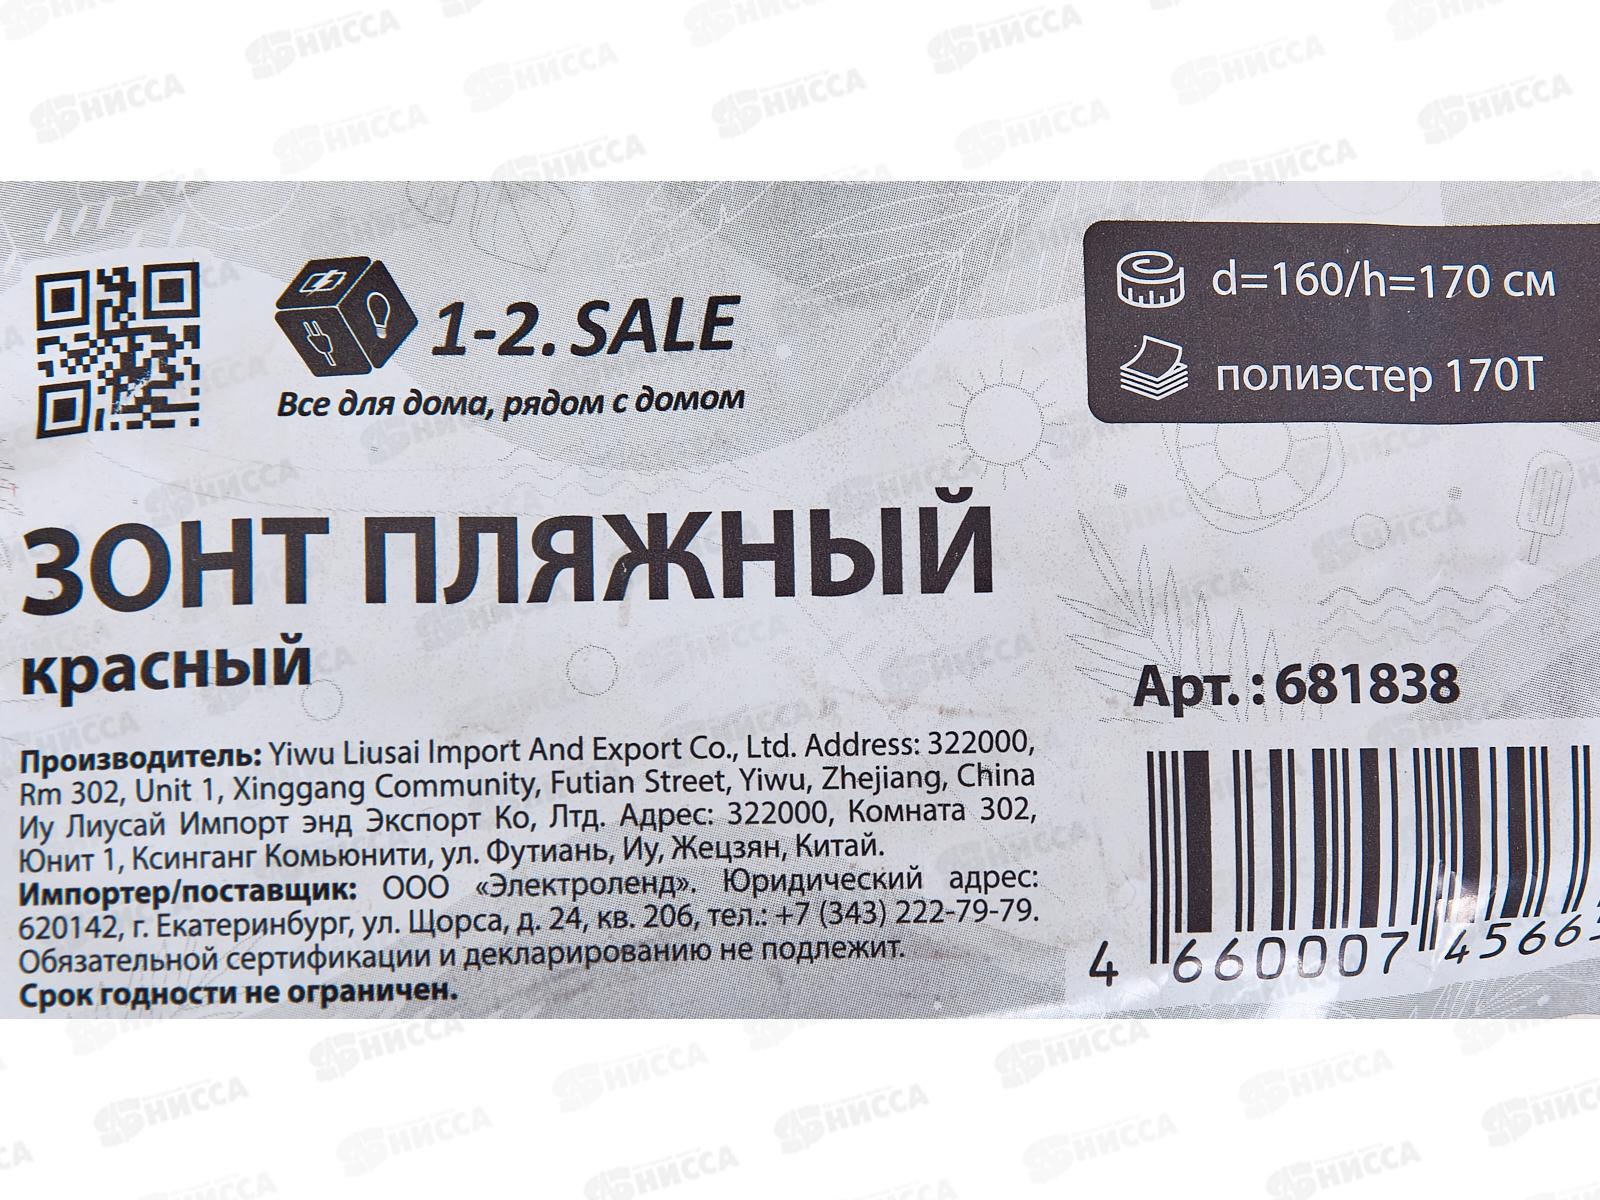 1-2. SALE
Все для дома, рядом с домом
d=160/h=170 см
полиэстер 170Т
ЗОНТ ПЛЯЖНЫЙ
красный
Арт. : 681838
Производитель: Yiwu Liusai Import And Export Co., Ltd. Address: 322000,
Rm 302, Unit 1, Xinggang Community, Futian Street, Yiwu, Zhejiang, China
Иу Лиусай Импорт энд Экспорт Ко, Лтд. Адрес: 322000, Комната 302,
Юнит 1, Ксинганг Комьюнити, ул. Футиань, Иу, Жецзян, Китай.
Импортер/поставщик: ООО «Электроленд». Юридический адрес:
620142, г. Екатеринбург, ул. Щорса, д. 24, кв. 206, тел.: +7 (343) 222-79-79.
Обязательной сертификации и декларированию не подлежит.
Срок годности не ограничен.
4 660007 45665
АБНИССА